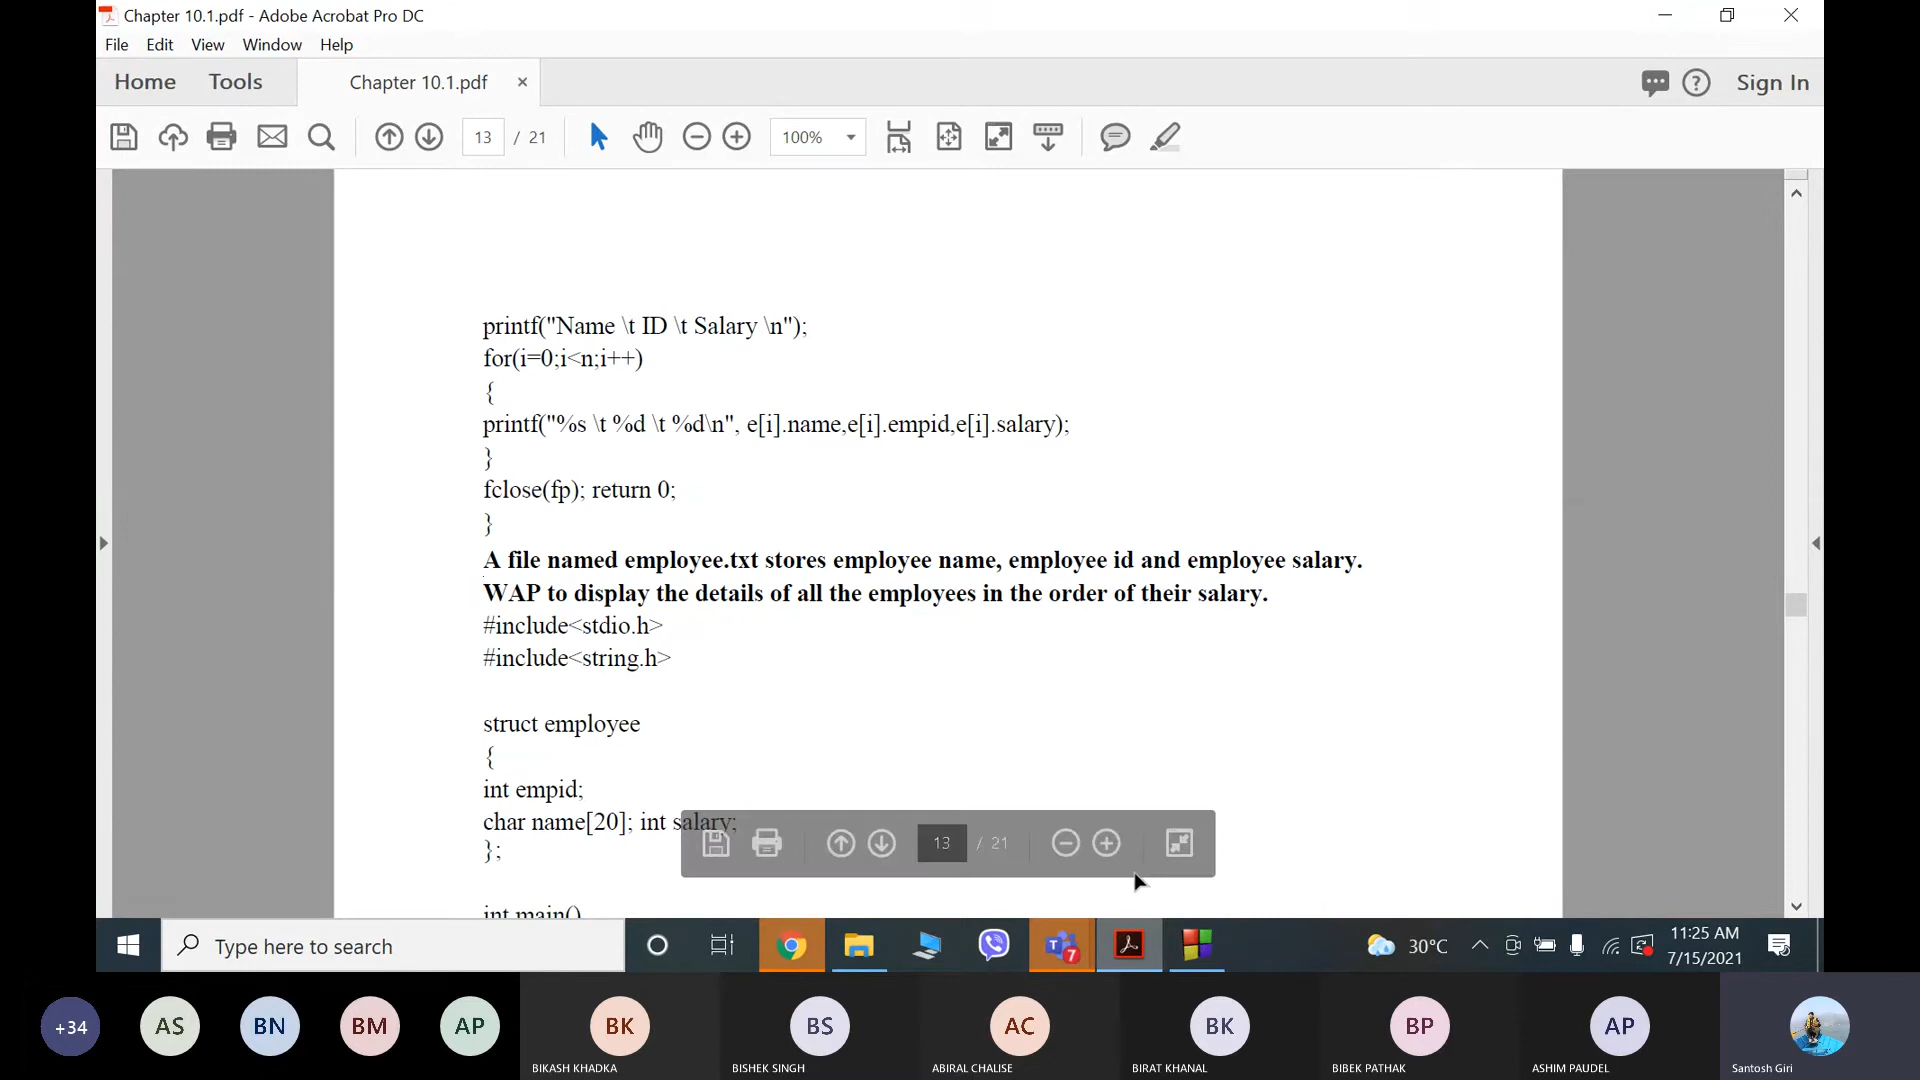 Chapter 10.1.pdf - Adobe Acrobat Pro DC
File Edit View Window Help
Home Tools Chapter 10.1.pdf × Sign In
13 / 21 100%
printf("Name \t ID \t Salary \n");
for(i=0;i<n;i++)
{
printf("%s \t %d \t %d\n", e[i].name,e[i].empid,e[i].salary);
}
fclose(fp); return 0;
}
A file named employee.txt stores employee name, employee id and employee salary.
WAP to display the details of all the employees in the order of their salary.
#include<stdio.h>
#include<string.h>
struct employee
{
int empid;
char name[20]; int salary;
};
13 / 21
int main()
Type here to search
7
30°C
11:25 AM
7/15/2021
+34 AS BN BM AP BK BS AC BK BP AP
BIKASH KHADKA BISHEK SINGH ABIRAL CHALISE BIRAT KHANAL BIBEK PATHAK ASHIM PAUDEL Santosh Giri